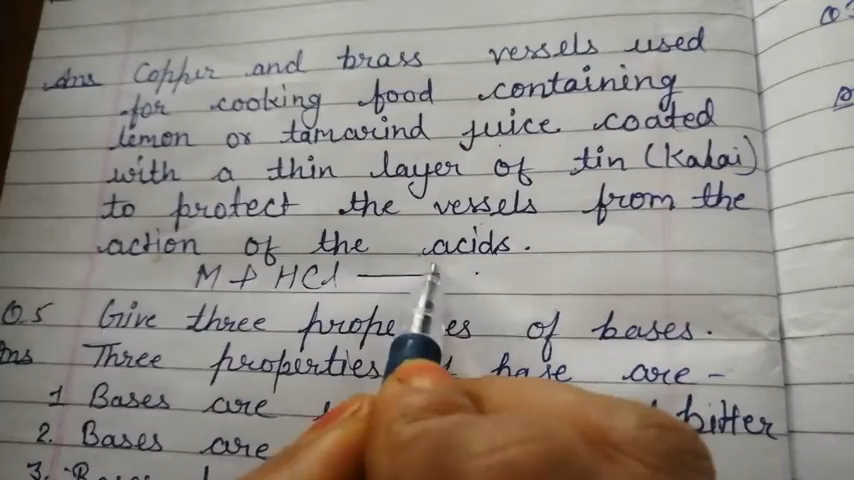 Ans Copper and brass vessels used
for cooking food containing
lemon or tamarind juice coated
with a thin layer of tin (Kalai)
to protect the vessels from the
action of the acids.
M + HCl
Q.5 Give three prope es of bases.
Ans Three properties base are -
1 Bases are bitter
2. Bases are
3.